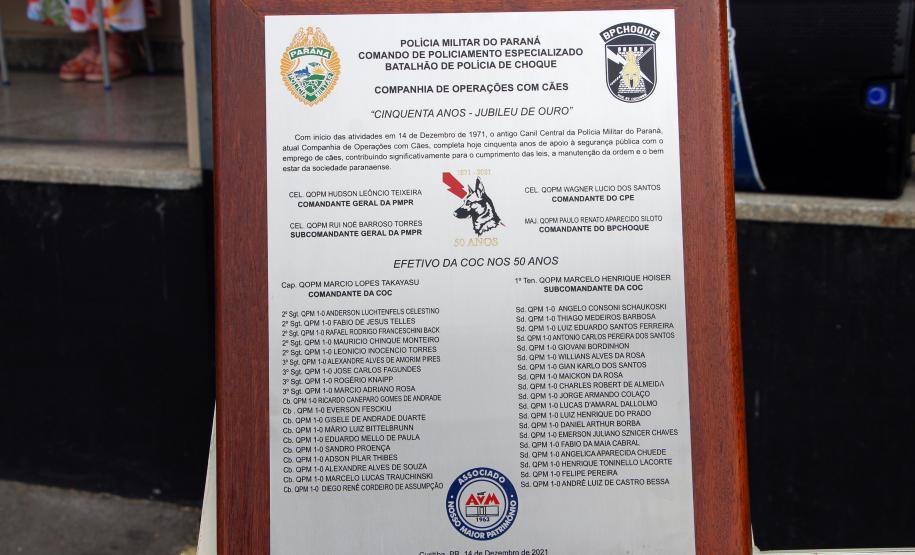 PARANÁ
POLÍCIA MILITAR
BPCHOQUE
POLÍCIA MILITAR DO PARANÁ
COMANDO DE POLICIAMENTO ESPECIALIZADO
BATALHÃO DE POLÍCIA DE CHOQUE
COMPANHIA DE OPERAÇÕES COM CÃES
"CINQUENTA ANOS - JUBILEU DE OURO"
Com início das atividades em 14 de Dezembro de 1971, o antigo Canil Central da Polícia Militar do Paraná,
atual Companhia de Operações com Cães, completa hoje cinquenta anos de apoio à segurança pública com o
emprego de cães, contribuindo significativamente para o cumprimento das leis, a manutenção da ordem e o bem
estar da sociedade paranaense.
1971 - 2021
50 ANOS
CEL. QOPM HUDSON LEÔNCIO TEIXEIRA
COMANDANTE GERAL DA PMPR
CEL. QOPM WAGNER LUCIO DOS SANTOS
COMANDANTE DO CPE
CEL. QOPM RUI NOÉ BARROSO TORRES
SUBCOMANDANTE GERAL DA PMPR
MAJ. QOPM PAULO RENATO APARECIDO SILOTO
COMANDANTE DO BPCHOQUE
EFETIVO DA COC NOS 50 ANOS
Cap. QOPM MARCIO LOPES TAKAYASU
COMANDANTE DA COC
1º Ten. QOPM MARCELO HENRIQUE HOISER
SUBCOMANDANTE DA COC
2º Sgt. QPM 1-0 ANDERSON LUCHTENFELS CELESTINO
2º Sgt. QPM 1-0 FABIO DE JESUS TELLES
2º Sgt. QPM 1-0 RAFAEL RODRIGO FRANCESCHINI BACK
2º Sgt. QPM 1-0 MAURICIO CHINQUE MONTEIRO
2º Sgt. QPM 1-0 LEONICIO INOCENCIO TORRES
3º Sgt. QPM 1-0 ALEXANDRE ALVES DE AMORIM PIRES
3º Sgt. QPM 1-0 JOSE CARLOS FAGUNDES
3º Sgt. QPM 1-0 ROGÉRIO KNAIPP
3º Sgt. QPM 1-0 MARCIO ADRIANO ROSA
Cb. QPM 1-0 RICARDO CANEPARO GOMES DE ANDRADE
Cb . QPM 1-0 EVERSON FESCKIU
Cb. QPM 1-0 GISELE DE ANDRADE DUARTE
Cb. QPM 1-0 MÁRIO LUIZ BITTELBRUNN
Cb. QPM 1-0 EDUARDO MELLO DE PAULA
Cb. QPM 1-0 SANDRO PROENÇA
Cb. QPM 1-0 ADSON PILAR THIBES
Cb. QPM 1-0 ALEXANDRE ALVES DE SOUZA
Cb. QPM 1-0 MARCELO LUCAS TRAUCHINSKI
Cb. QPM 1-0 DIEGO RENÊ CORDEIRO DE ASSUMPÇÃO
Sd. QPM 1-0 ANGELO CONSONI SCHAUKOSKI
Sd. QPM 1-0 THIAGO MEDEIROS BARBOSA
Sd. QPM 1-0 LUIZ EDUARDO SANTOS FERREIRA
Sd. QPM 1-0 ANTONIO CARLOS PEREIRA DOS SANTOS
Sd. QPM 1-0 GIOVANI BORDINHON
Sd. QPM 1-0 WILLIANS ALVES DA ROSA
Sd. QPM 1-0 GIAN KARLO DOS SANTOS
Sd. QPM 1-0 MAICKON DA ROSA
Sd. QPM 1-0 CHARLES ROBERT DE ALMEIDA
Sd. QPM 1-0 JORGE ARMANDO COLAÇO
Sd. QPM 1-0 LUCAS D'AMARAL DALLOLMO
Sd. QPM 1-0 LUIZ HENRIQUE DO PRADO
Sd. QPM 1-0 DANIEL ARTHUR BORBA
Sd. QPM 1-0 EMERSON JULIANO SZNICER CHAVES
Sd. QPM 1-0 FABIO DA MAIA CABRAL
Sd. QPM 1-0 ANGELICA APARECIDA CHUEDE
Sd. QPM 1-0 HENRIQUE TONINELLO LACORTE
Sd. QPM 1-0 FELIPE PEREIRA
Sd. QPM 1-0 ANDRÉ LUIZ DE CASTRO BESSA
ASSOCIADO
AVM
1963
NOSSO MAIOR PATRIMÔNIO
Curitiba, PR, 14 de Dezembro de 2021